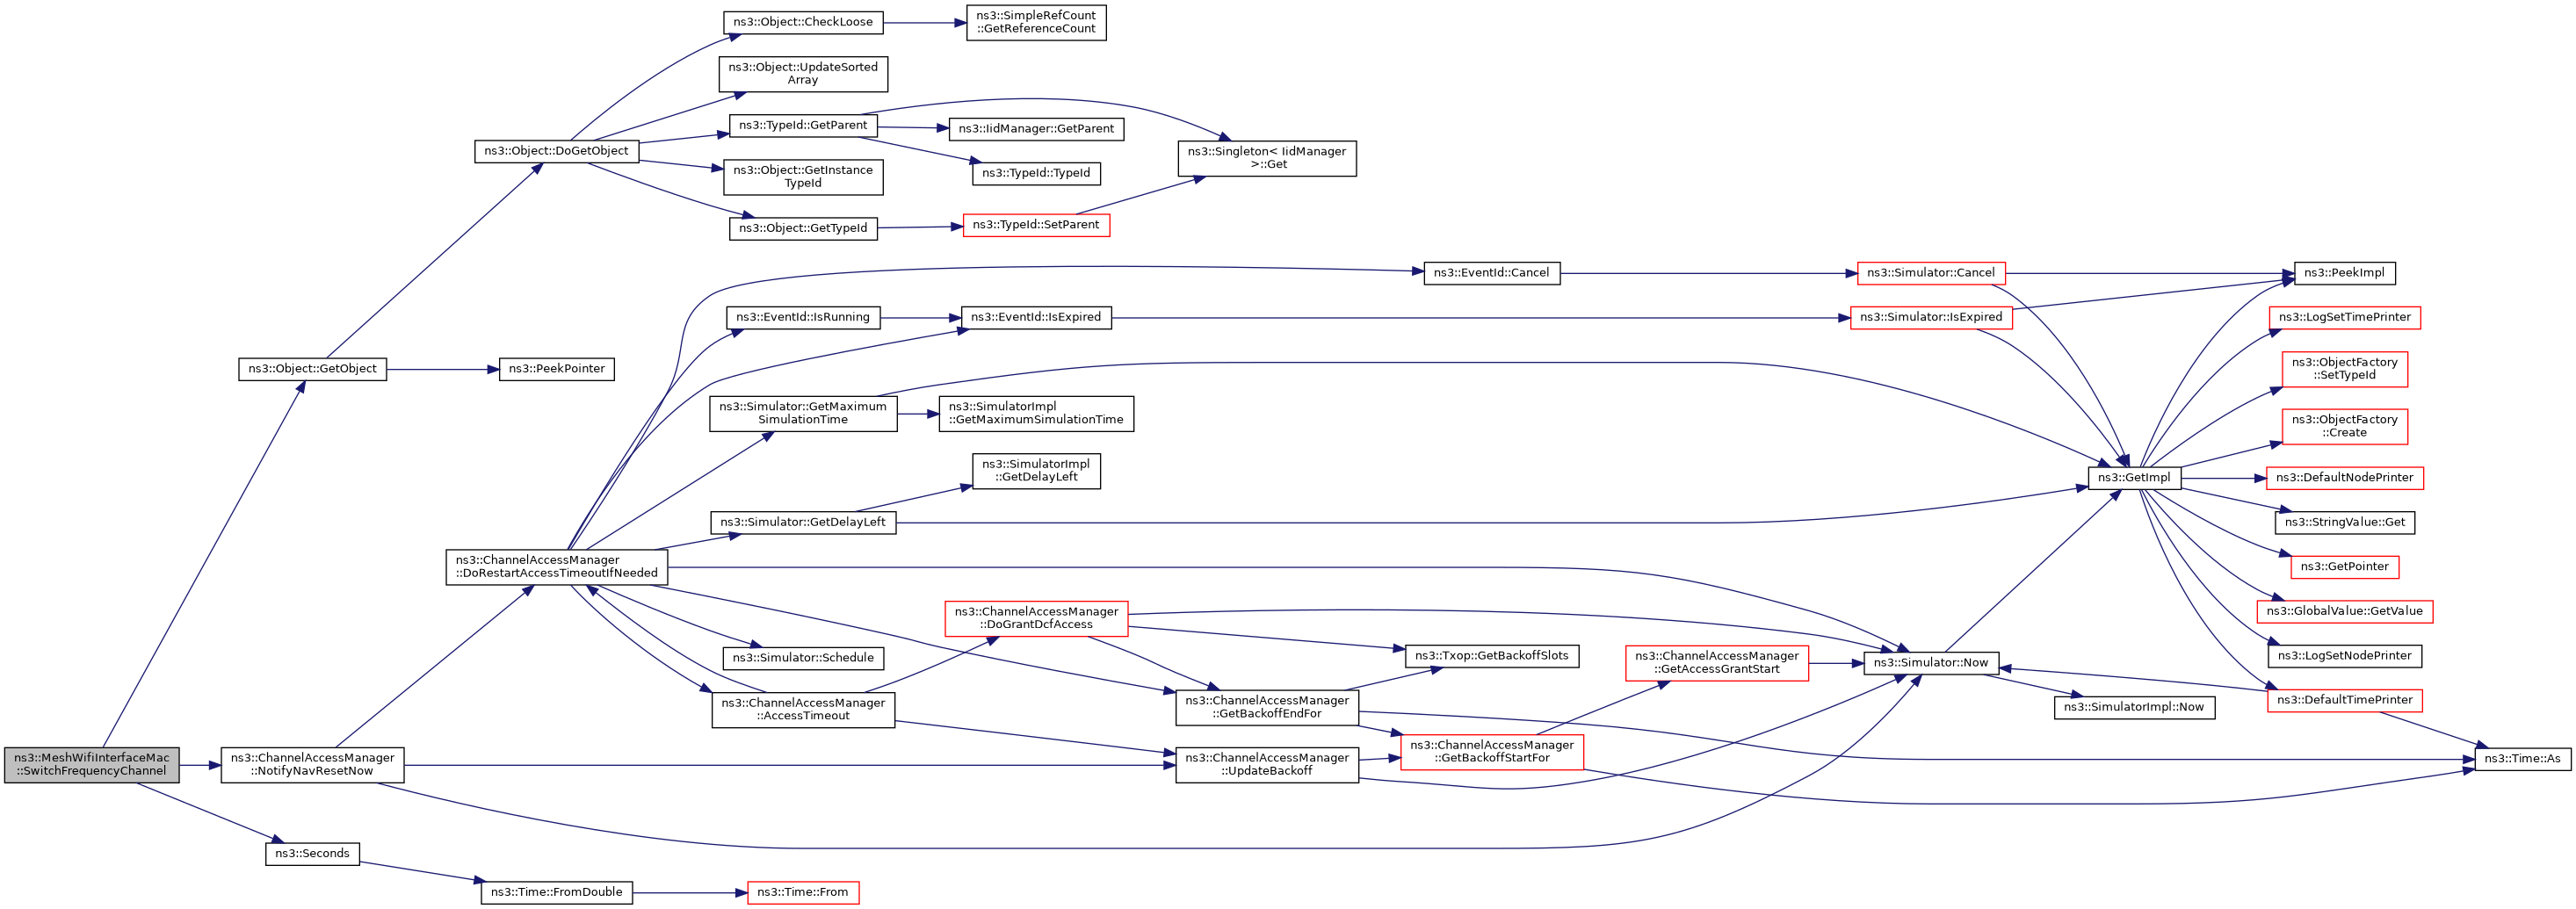 ns3::MeshWifiInterfaceMac
::SwitchFrequencyChannel
ns3::Object::GetObject
ns3::ChannelAccessManager
::NotifyNavResetNow
ns3::Seconds
ns3::Object::DoGetObject
ns3::PeekPointer
ns3::ChannelAccessManager
::DoRestartAccessTimeoutIfNeeded
ns3::Time::FromDouble
ns3::Object::CheckLoose
ns3::Object::UpdateSorted
Array
ns3::TypeId::GetParent
ns3::Object::GetInstance
TypeId
ns3::Object::GetTypeId
ns3::EventId::IsRunning
ns3::Simulator::GetMaximum
SimulationTime
ns3::Simulator::GetDelayLeft
ns3::Simulator::Schedule
ns3::ChannelAccessManager
::AccessTimeout
ns3::Time::From
ns3::SimpleRefCount
::GetReferenceCount
ns3::IidManager::GetParent
ns3::TypeId::TypeId
ns3::TypeId::SetParent
ns3::EventId::IsExpired
ns3::SimulatorImpl
::GetMaximumSimulationTime
ns3::SimulatorImpl
::GetDelayLeft
ns3::ChannelAccessManager
::DoGrantDcfAccess
ns3::Singleton< IidManager
>::Get
ns3::ChannelAccessManager
::GetBackoffEndFor
ns3::ChannelAccessManager
::UpdateBackoff
ns3::EventId::Cancel
ns3::Txop::GetBackoffSlots
ns3::ChannelAccessManager
::GetBackoffStartFor
ns3::ChannelAccessManager
::GetAccessGrantStart
ns3::Simulator::Cancel
ns3::Simulator::IsExpired
ns3::Simulator::Now
ns3::GetImpl
ns3::SimulatorImpl::Now
ns3::PeekImpl
ns3::LogSetTimePrinter
ns3::ObjectFactory
::SetTypeId
ns3::ObjectFactory
::Create
ns3::DefaultNodePrinter
ns3::StringValue::Get
ns3::GetPointer
ns3::GlobalValue::GetValue
ns3::LogSetNodePrinter
ns3::DefaultTimePrinter
ns3::Time::As